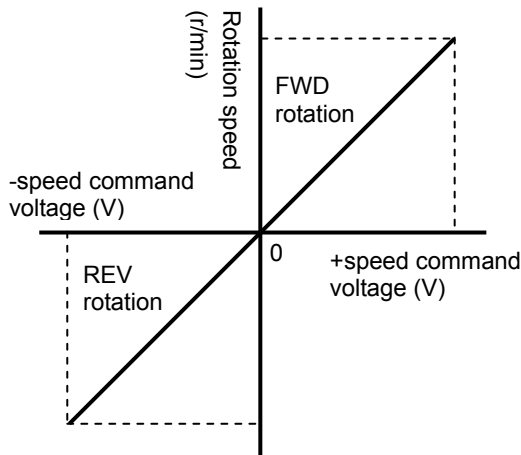 Rotation speed
(r/min)
FWD
rotation
-speed command
voltage (V)
0
+speed command
voltage (V)
REV
rotation